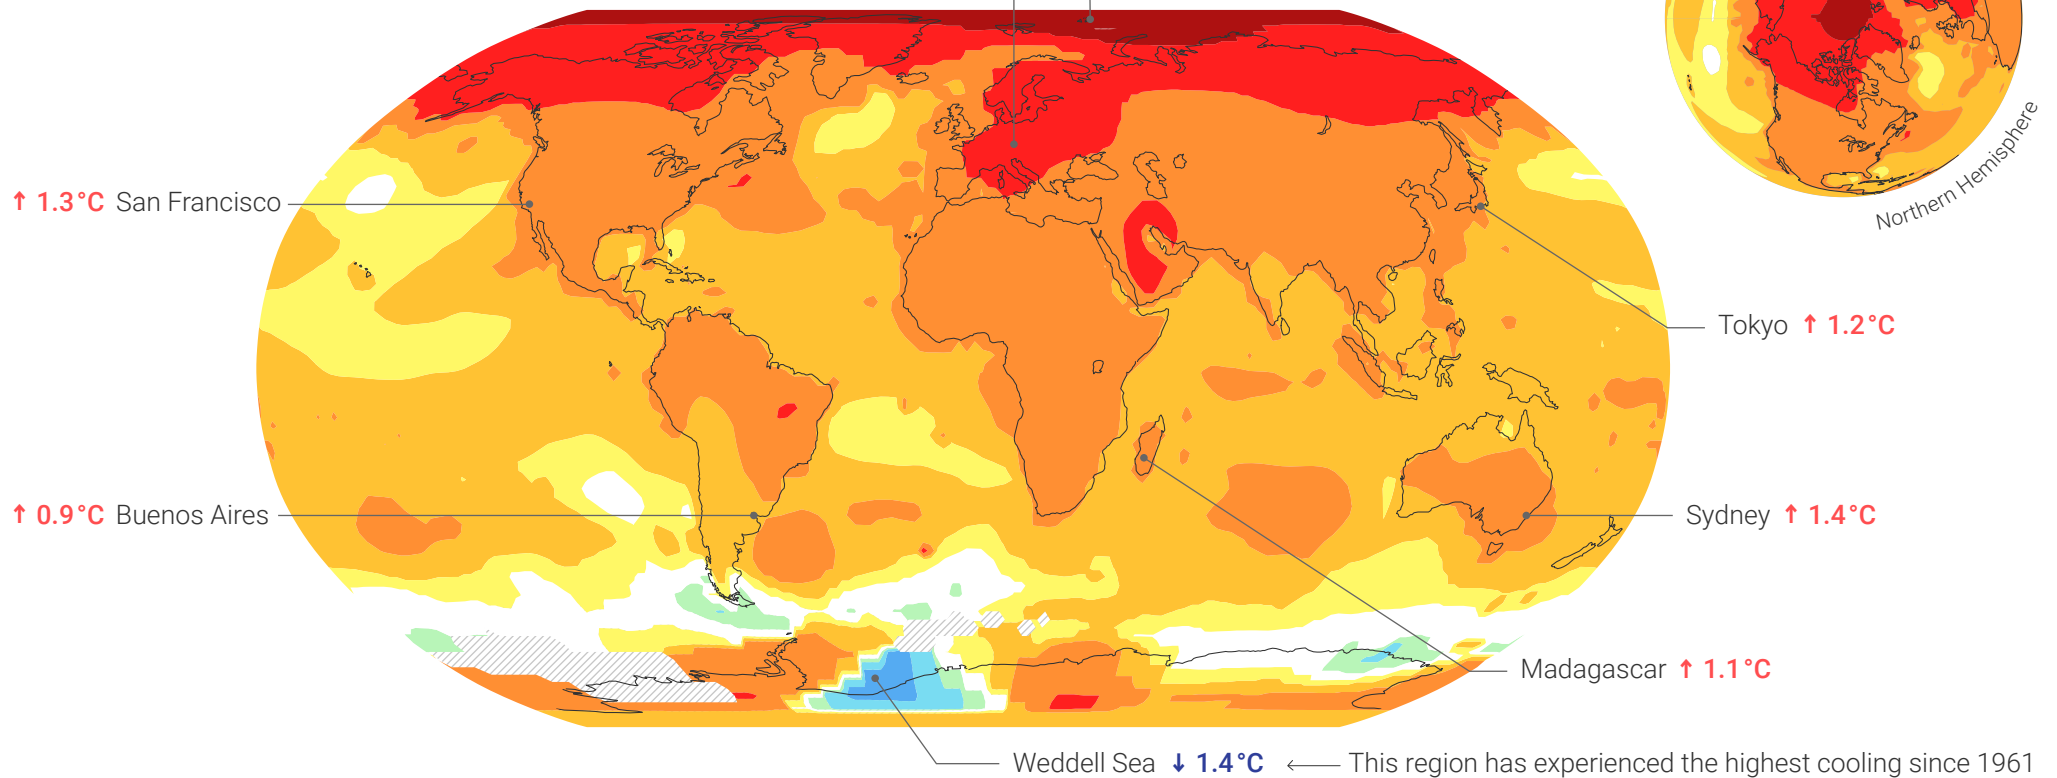 Northern Hemisphere
↑ 1.3°C San Francisco
Tokyo ↑ 1.2°C
↑ 0.9°C Buenos Aires
Sydney ↑ 1.4°C
Madagascar ↑ 1.1°C
Weddell Sea ↓ 1.4°C ← This region has experienced the highest cooling since 1961